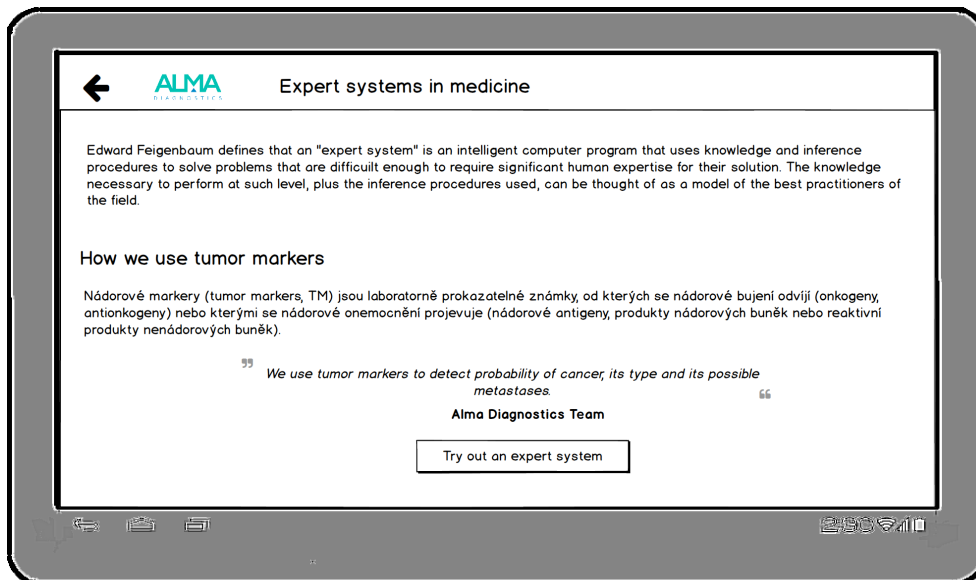 ALMA
DIAGNOSTICS
Expert systems in medicine
Edward Feigenbaum defines that an "expert system" is an intelligent computer program that uses knowledge and inference
procedures to solve problems that are difficuilt enough to require significant human expertise for their solution. The knowledge
necessary to perform at such level, plus the inference procedures used, can be thought of as a model of the best practitioners of
the field.
How we use tumor markers
Nádorové markery (tumor markers, TM) jsou laboratorně prokazatelné známky, od kterých se nádorové bujení odvíjí (onkogeny,
antionkogeny) nebo kterými se nádorové onemocnění projevuje (nádorové antigeny, produkty nádorových buněk nebo reaktivní
produkty nenádorových buněk).
” We use tumor markers to detect probability of cancer, its type and its possible
metastases. “
Alma Diagnostics Team
Try out an expert system